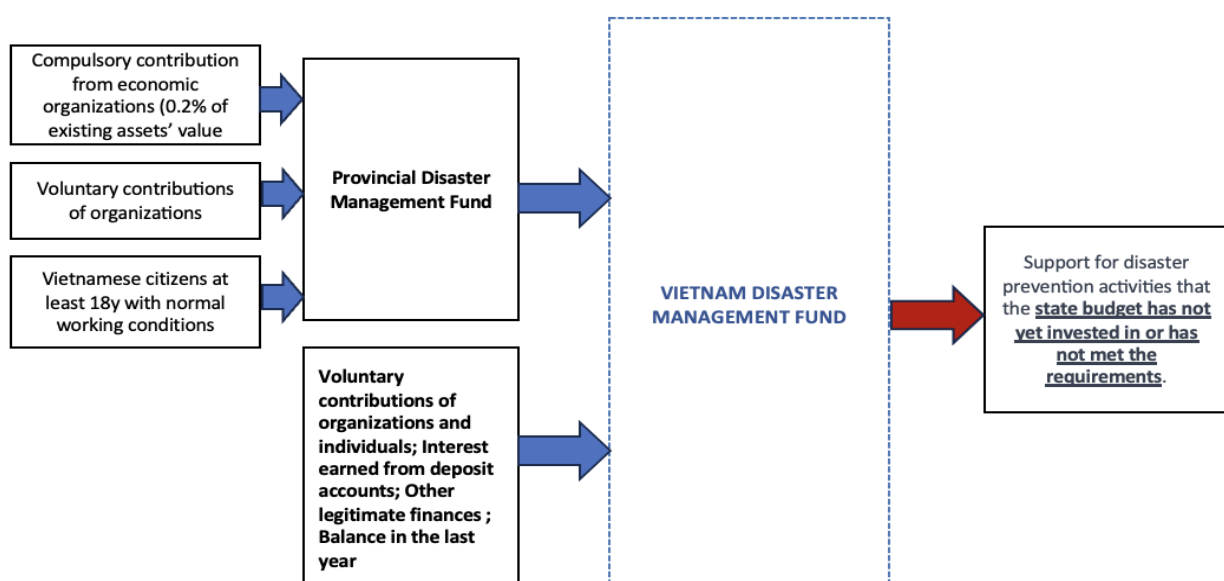 Compulsory contribution
from economic
organizations (0.2% of
existing assets’ value
Voluntary contributions
of organizations
Vietnamese citizens at
least 18y with normal
working conditions
Provincial Disaster
Management Fund
Voluntary
contributions of
organizations and
individuals; Interest
earned from deposit
accounts; Other
legitimate finances ;
Balance in the last
year
VIETNAM DISASTER
MANAGEMENT FUND
Support for disaster
prevention activities that
the state budget has not
yet invested in or has
not met the
requirements.